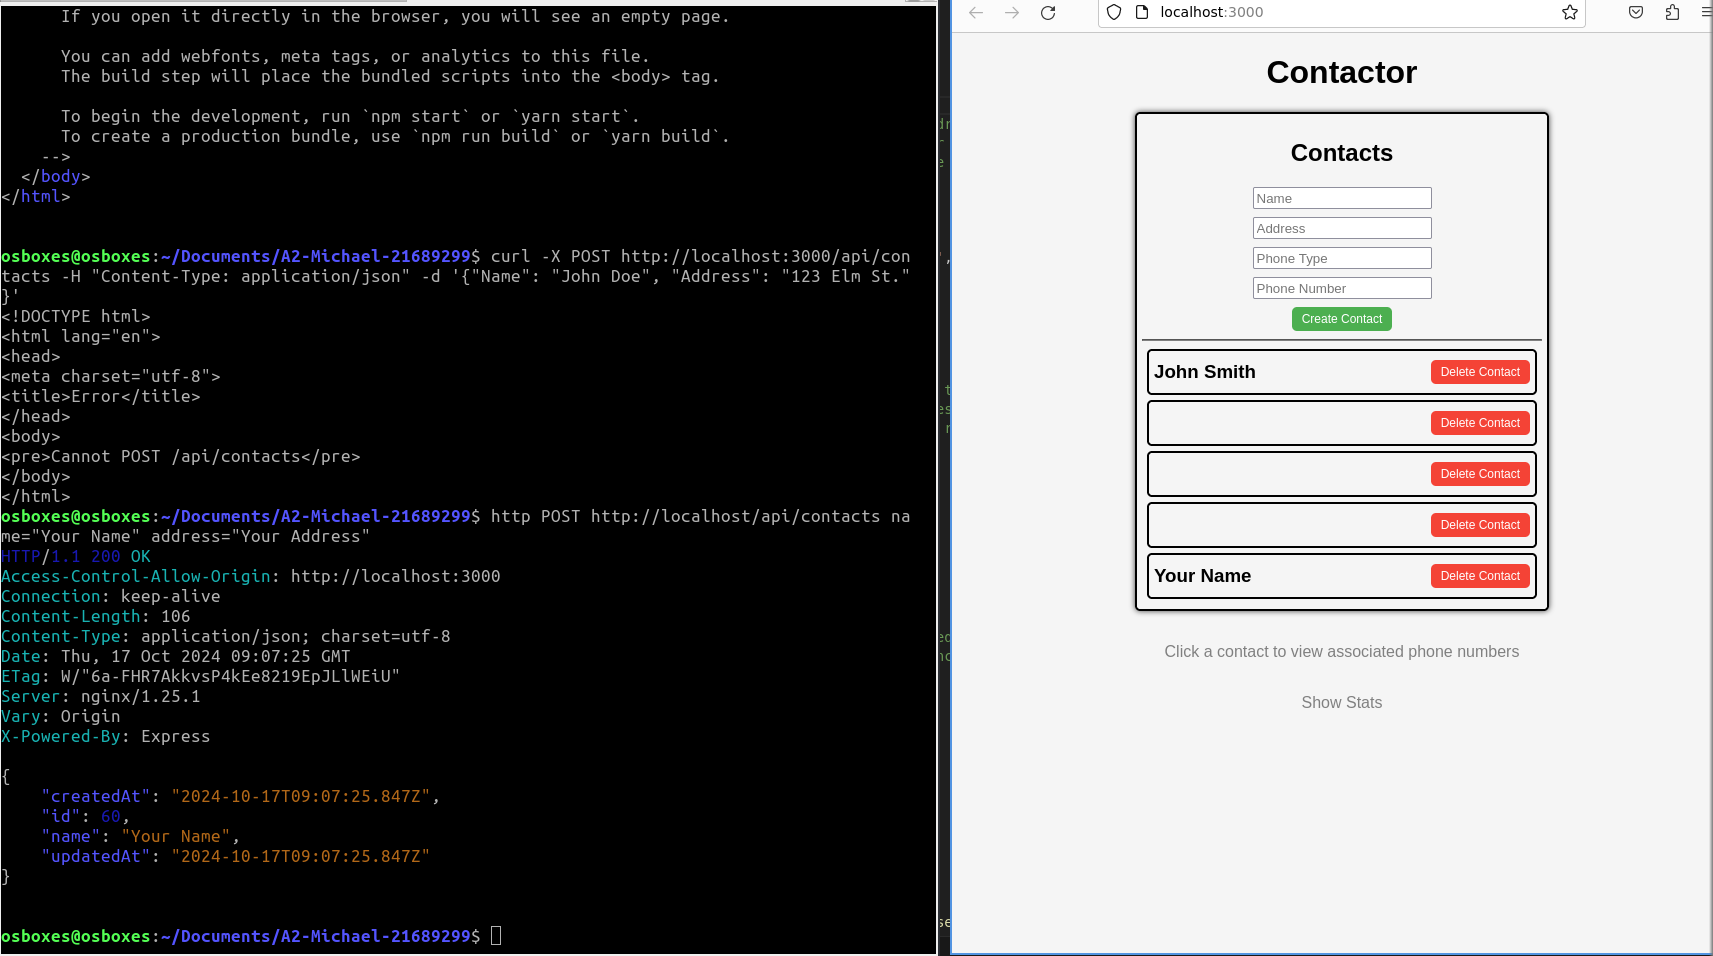 If you open it directly in the browser, you will see an empty page.
You can add webfonts, meta tags, or analytics to this file.
The build step will place the bundled scripts into the <body> tag.
To begin the development, run `npm start` or `yarn start`.
To create a production bundle, use `npm run build` or `yarn build`.
-->
</body>
</html>
osboxes@osboxes:~/Documents/A2-Michael-21689299$ curl -X POST http://localhost:3000/api/con
tacts -H "Content-Type: application/json" -d '{"Name": "John Doe", "Address": "123 Elm St."
}'
<!DOCTYPE html>
<html lang="en">
<head>
<meta charset="utf-8">
<title>Error</title>
</head>
<body>
<pre>Cannot POST /api/contacts</pre>
</body>
</html>
osboxes@osboxes:~/Documents/A2-Michael-21689299$ http POST http://localhost/api/contacts na
me="Your Name" address="Your Address"
HTTP/1.1 200 OK
Access-Control-Allow-Origin: http://localhost:3000
Connection: keep-alive
Content-Length: 106
Content-Type: application/json; charset=utf-8
Date: Thu, 17 Oct 2024 09:07:25 GMT
ETag: W/"6a-FHR7AkkvsP4kEe8219EpJLlWEiU"
Server: nginx/1.25.1
Vary: Origin
X-Powered-By: Express
{
"createdAt": "2024-10-17T09:07:25.847Z",
"id": 60,
"name": "Your Name",
"updatedAt": "2024-10-17T09:07:25.847Z"
}
osboxes@osboxes:~/Documents/A2-Michael-21689299$
localhost:3000
Contactor
Contacts
Name
Address
Phone Type
Phone Number
Create Contact
John Smith
Delete Contact
Delete Contact
Delete Contact
Delete Contact
Your Name
Delete Contact
Click a contact to view associated phone numbers
Show Stats